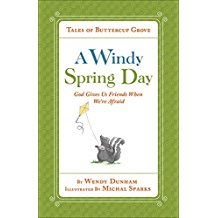 TALES OF BUTTERCUP GROVE
A Windy
Spring Day
God Gives Us Friends When
We're Afraid
BY WENDY DUNHAM
ILLUSTRATED BY MICHAL SPARKS